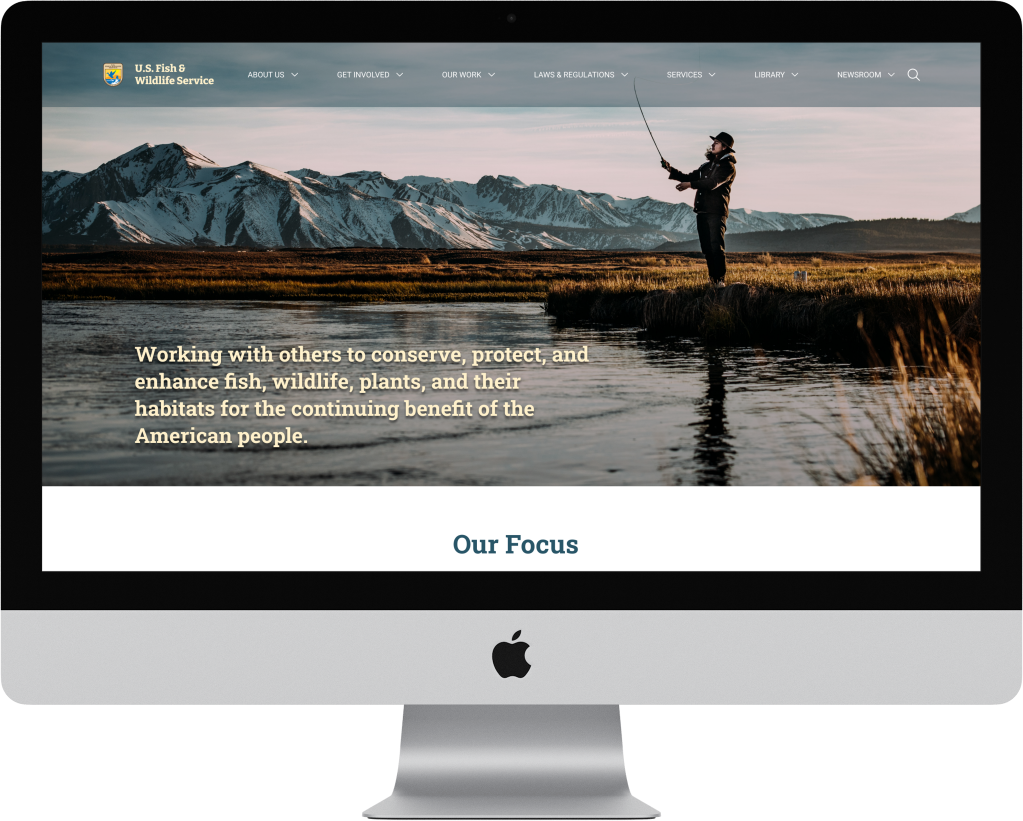 U.S. Fish &
Wildlife Service
ABOUT US
GET INVOLVED
OUR WORK
LAWS & REGULATIONS
SERVICES
LIBRARY
NEWSROOM
Working with others to conserve, protect, and
enhance fish, wildlife, plants, and their
habitats for the continuing benefit of the
American people.
Our Focus